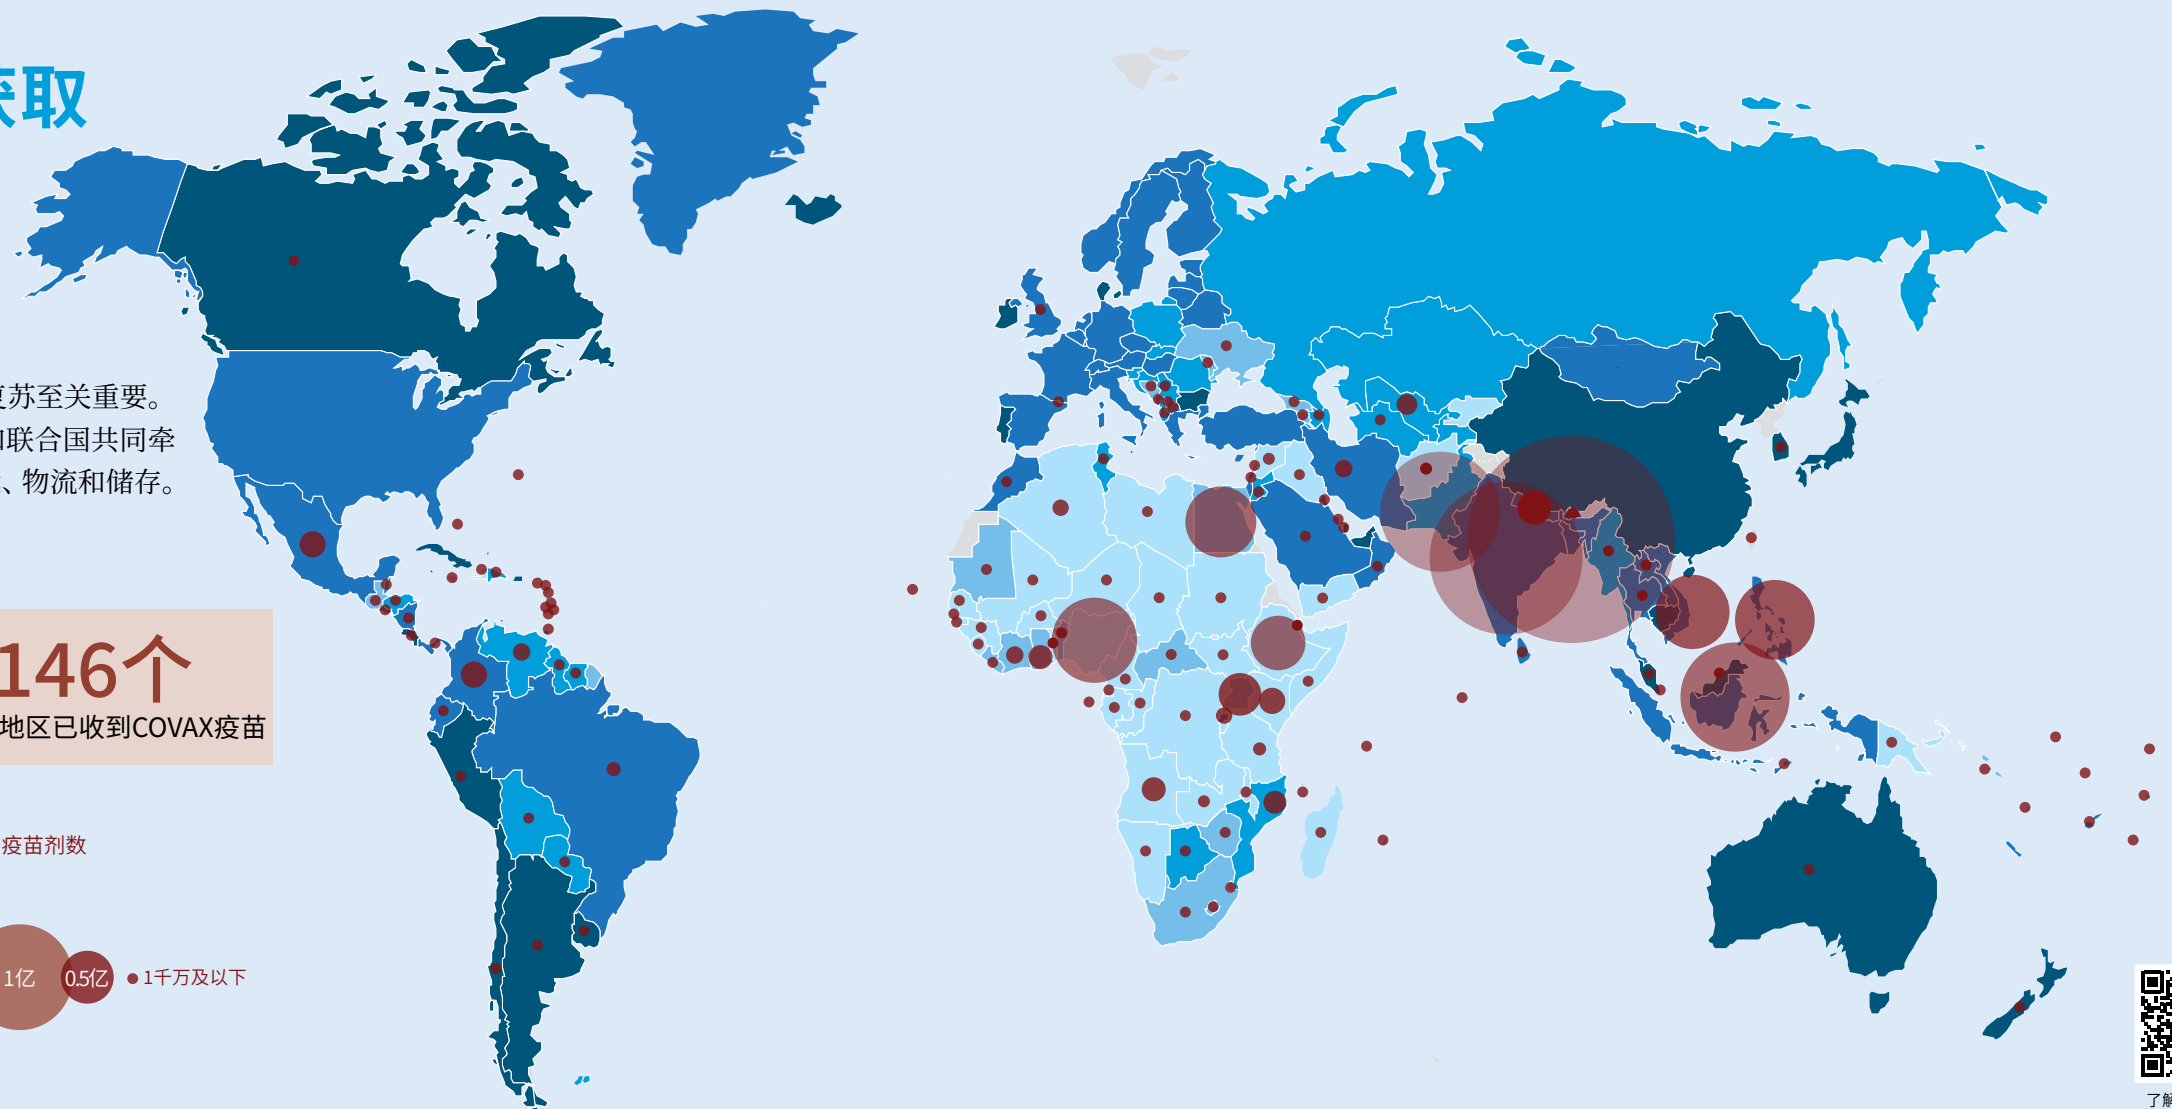 获取
复苏至关重要。
和联合国共同牵
、物流和储存。
146个
地区已收到COVAX疫苗
疫苗剂数
1亿
0.5亿
1千万及以下
了解